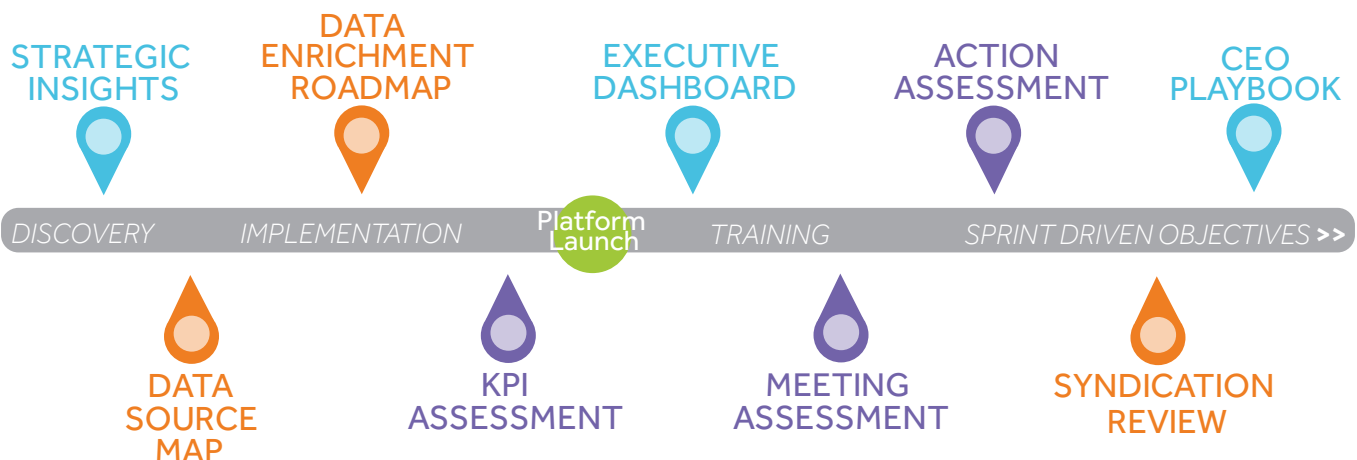 STRATEGIC
INSIGHTS
DATA
ENRICHMENT
ROADMAP
EXECUTIVE
DASHBOARD
ACTION
ASSESSMENT
CEO
PLAYBOOK
DISCOVERY
IMPLEMENTATION
Platform
Launch
TRAINING
SPRINT DRIVEN OBJECTIVES >>
DATA
SOURCE
MAP
KPI
ASSESSMENT
MEETING
ASSESSMENT
SYNDICATION
REVIEW